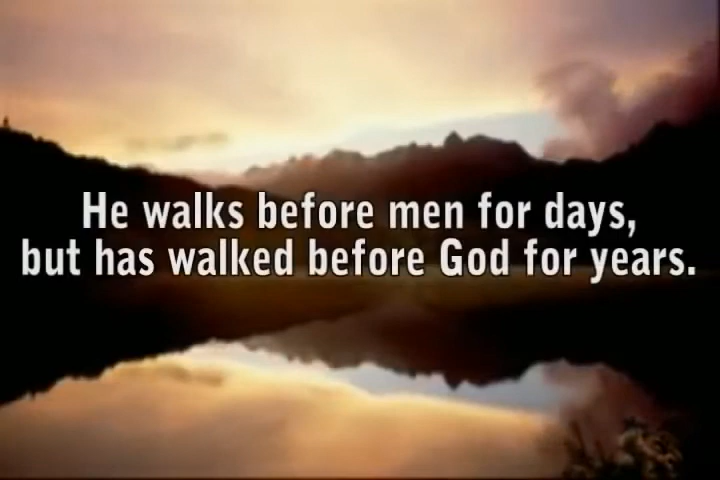 He walks before men for days,
but has walked before God for years.